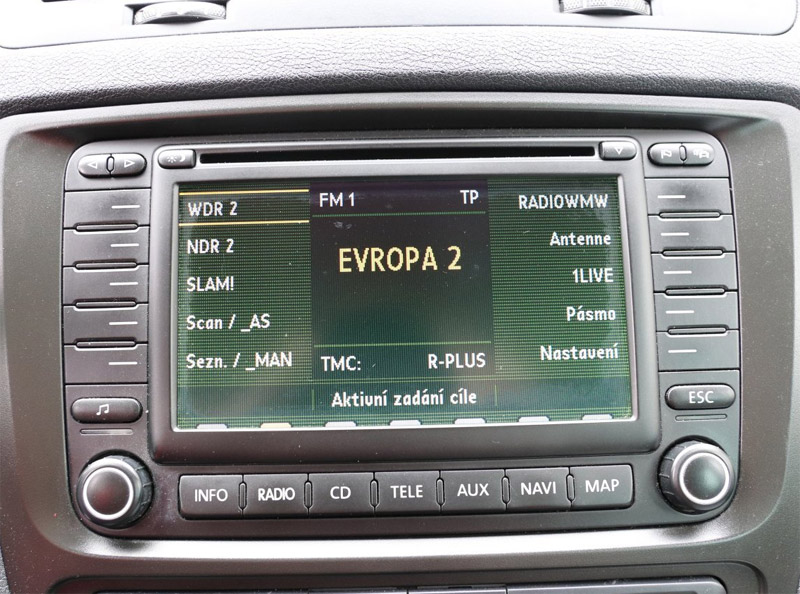 WDR 2
NDR 2
SLAM!
Scan / _AS
Sezn. / _MAN
FM 1 TP
EVROPA 2
TMC: R-PLUS
RADIOWMW
Antenne
1LIVE
Pásmo
Nastavení
Aktivní zadání cíle
ESC
INFO RADIO CD TELE AUX NAVI MAP